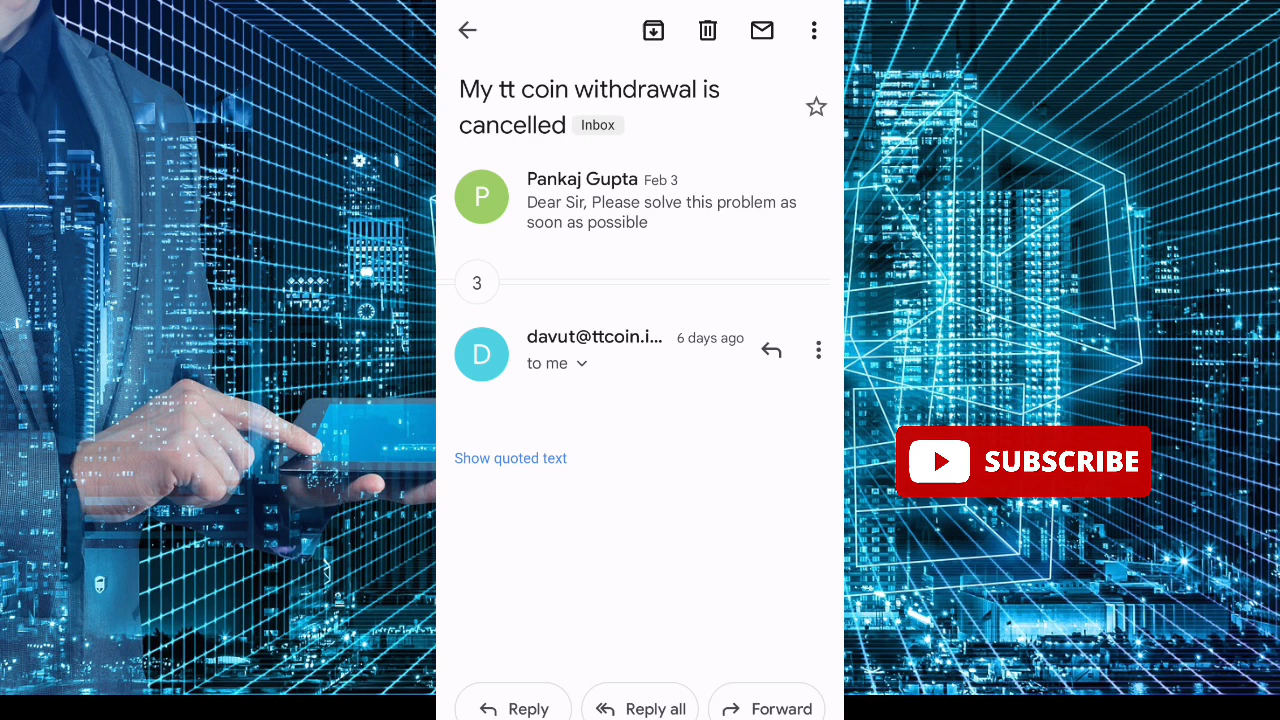 My tt coin withdrawal is
cancelled Inbox
P
Pankaj Gupta Feb 3
Dear Sir, Please solve this problem as
soon as possible
3
D
davut@ttcoin.i... 6 days ago
to me
Show quoted text
SUBSCRIBE
Reply Reply all Forward